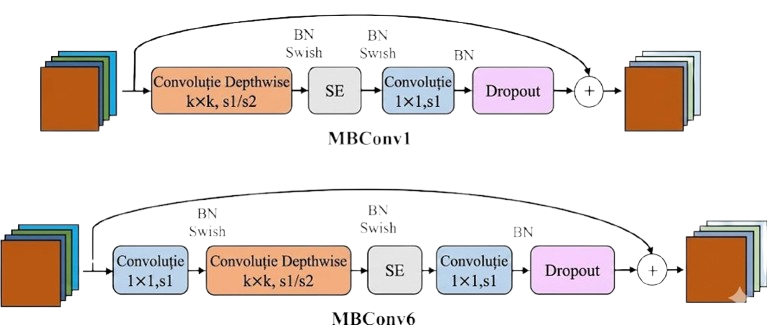 BN
Swish
BN
Swish
BN
Convoluție Depthwise
k×k, s1/s2
SE
Convoluție
1×1,s1
Dropout
+
MBConv1
BN
Swish
BN
Swish
BN
Convoluție
1×1,s1
Convoluție Depthwise
k×k, s1/s2
SE
Convoluție
1×1,s1
Dropout
+
MBConv6